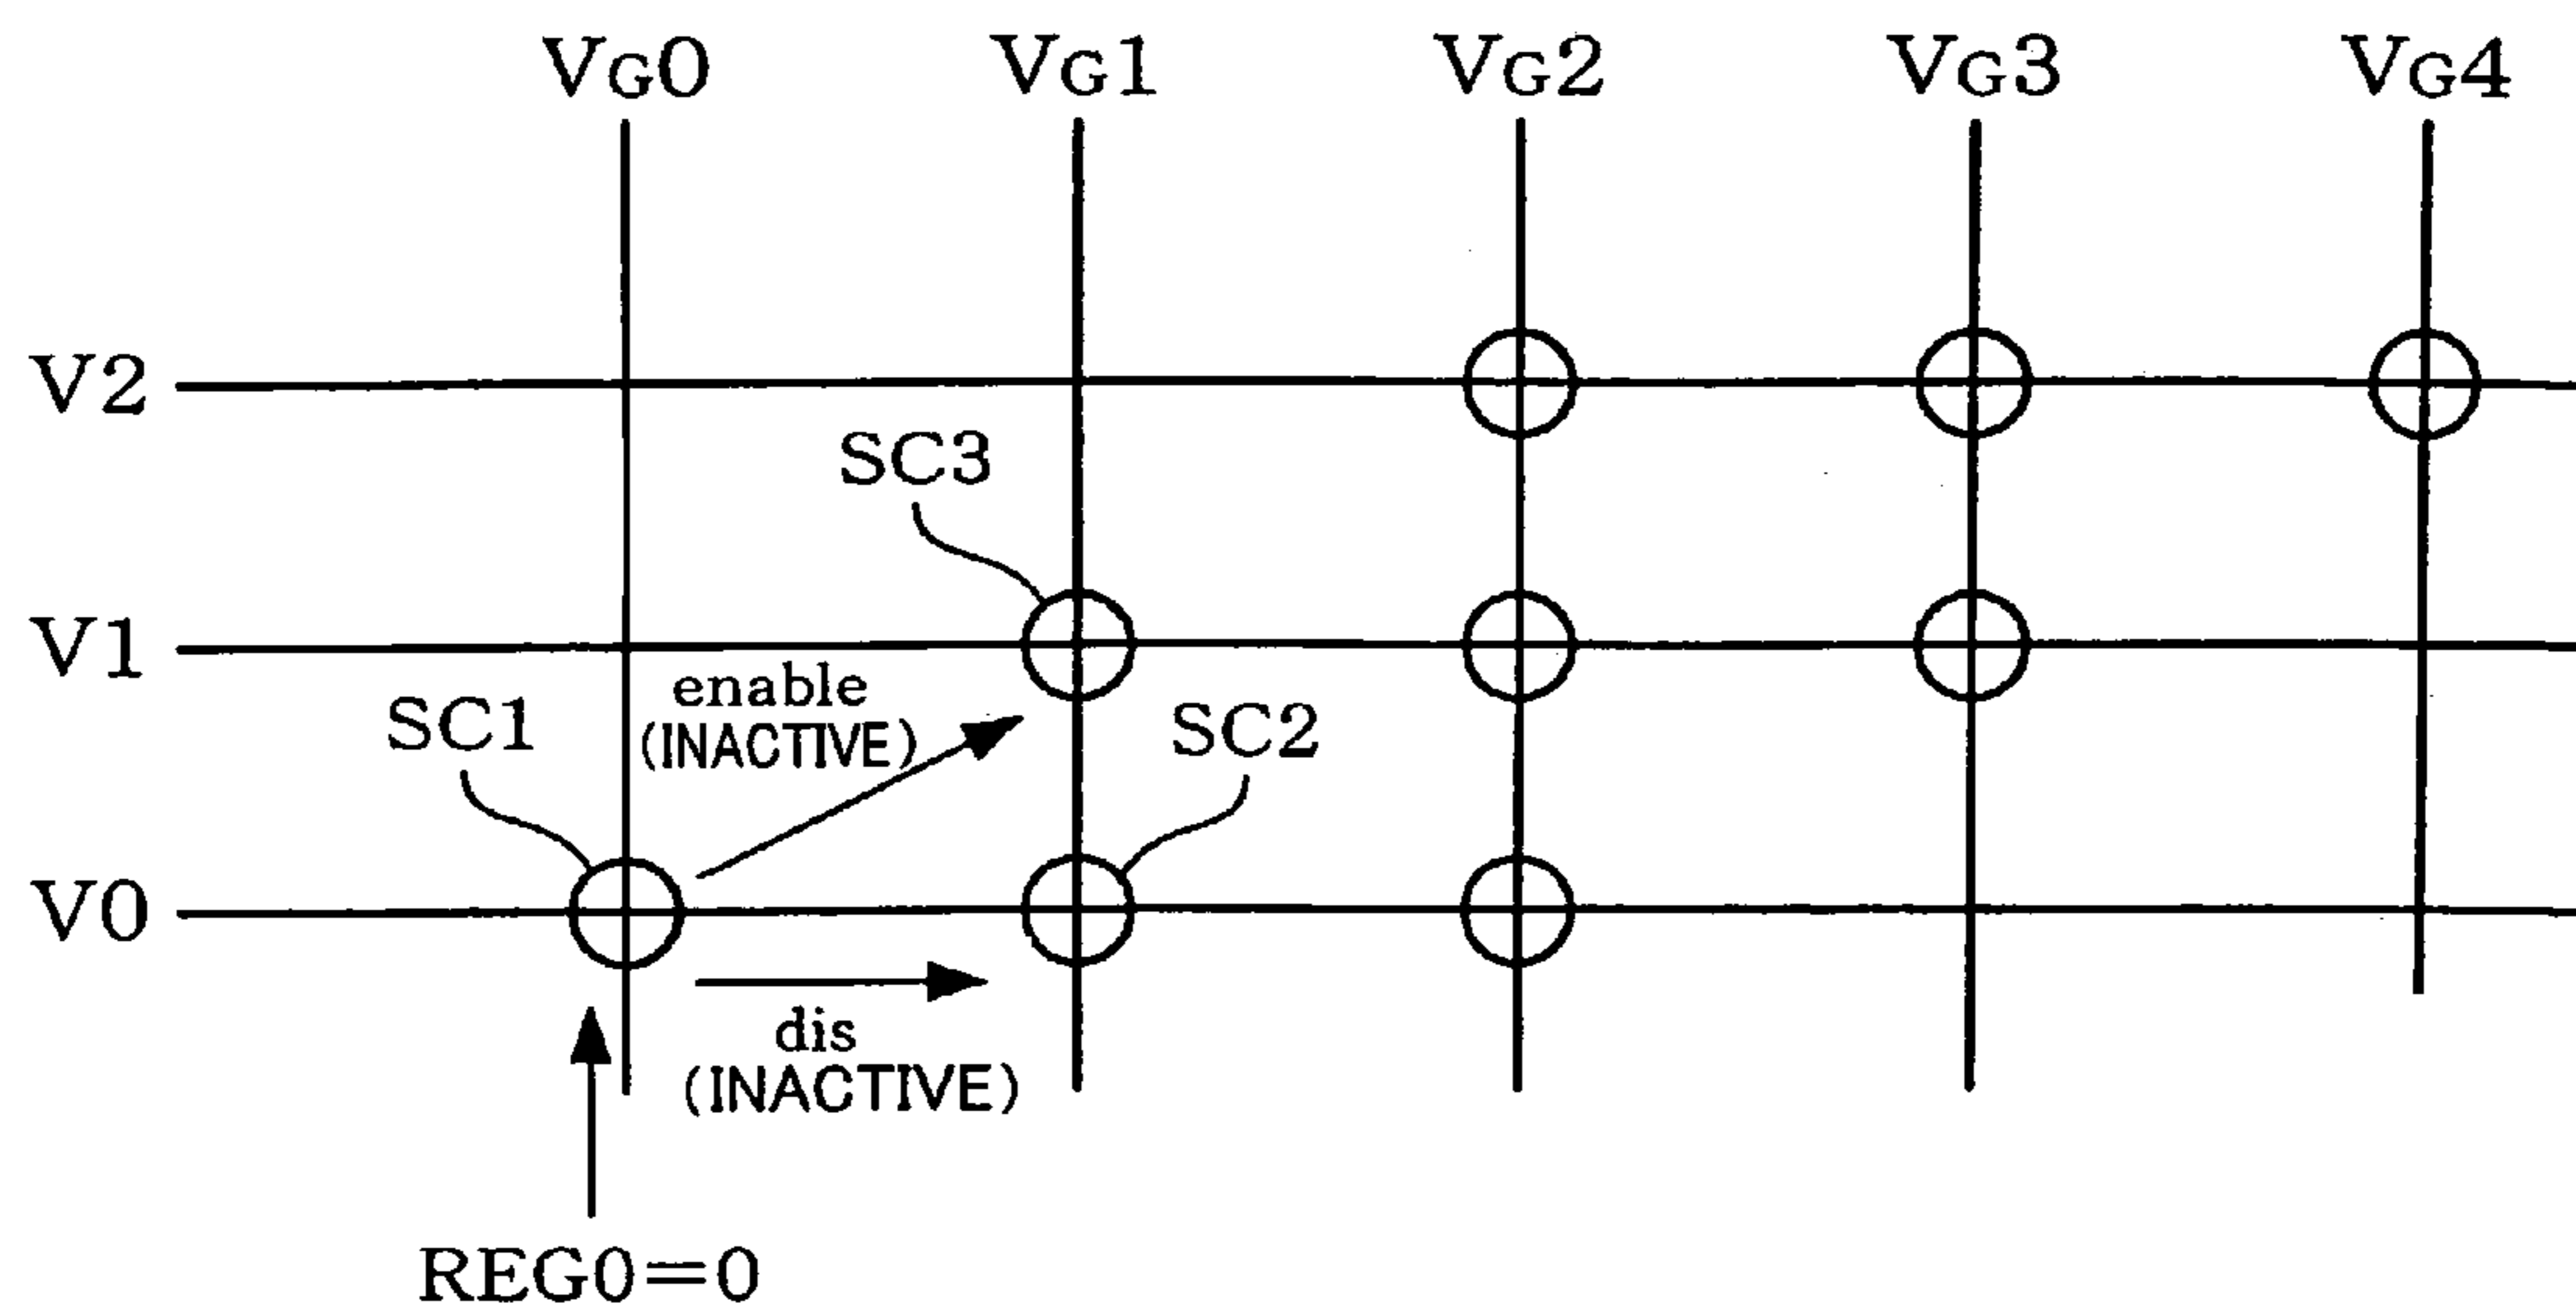 VG0 VG1 VG2 VG3 VG4
V2
SC3
V1
enable
(INACTIVE)
SC1
SC2
V0
dis
(INACTIVE)
REG0=0